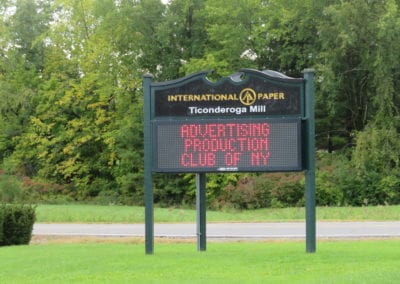 INTERNATIONAL PAPER
Ticonderoga Mill
ADVERTISING
PRODUCTION
CLUB OF NY